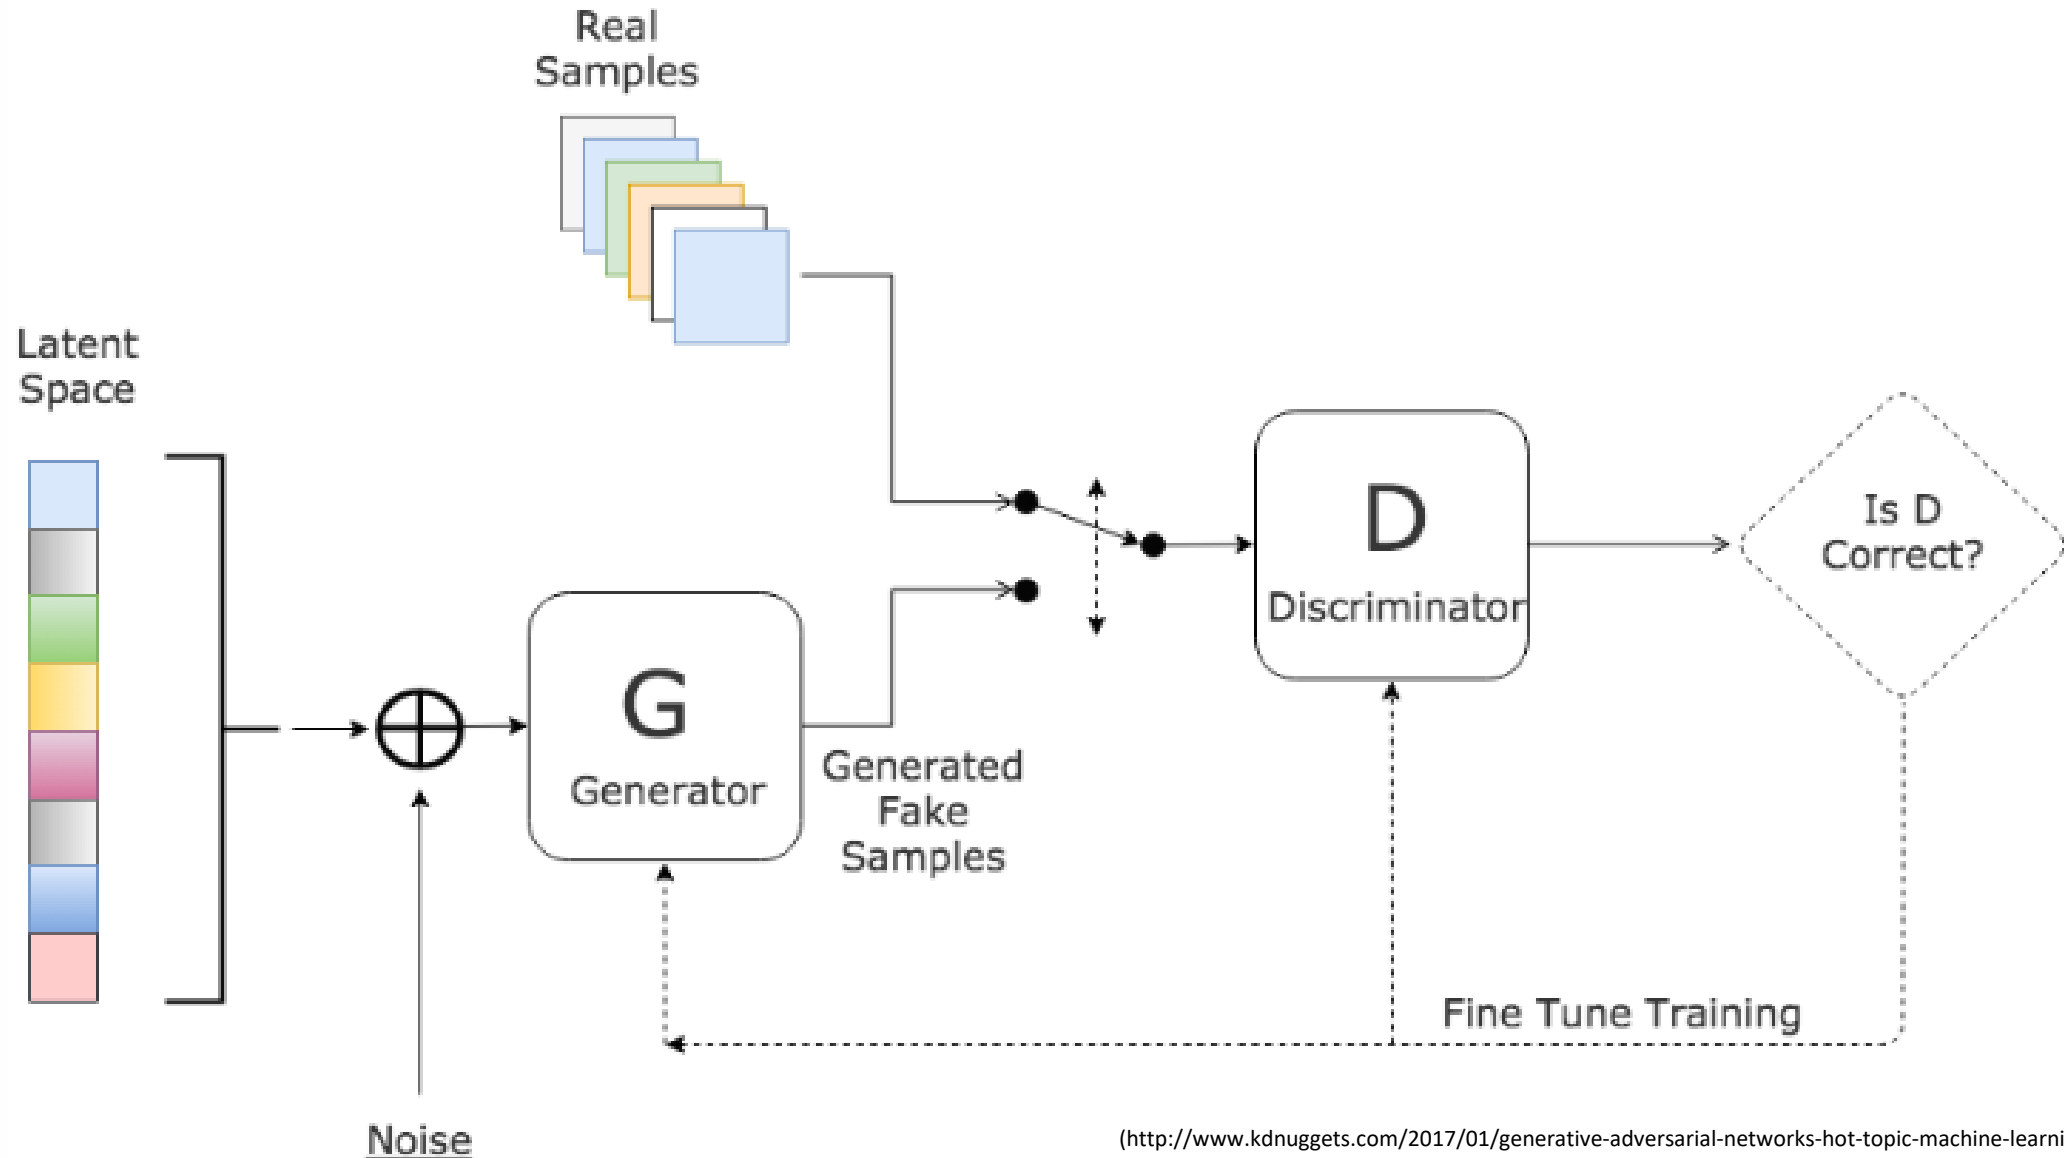 Real
Samples
Latent
Space
Is D
Correct?
D
Discriminator
G
Generator
Generated
Fake
Samples
Fine Tune Training
Noise
(http://www.kdnuggets.com/2017/01/generative-adversarial-networks-hot-topic-machine-learni